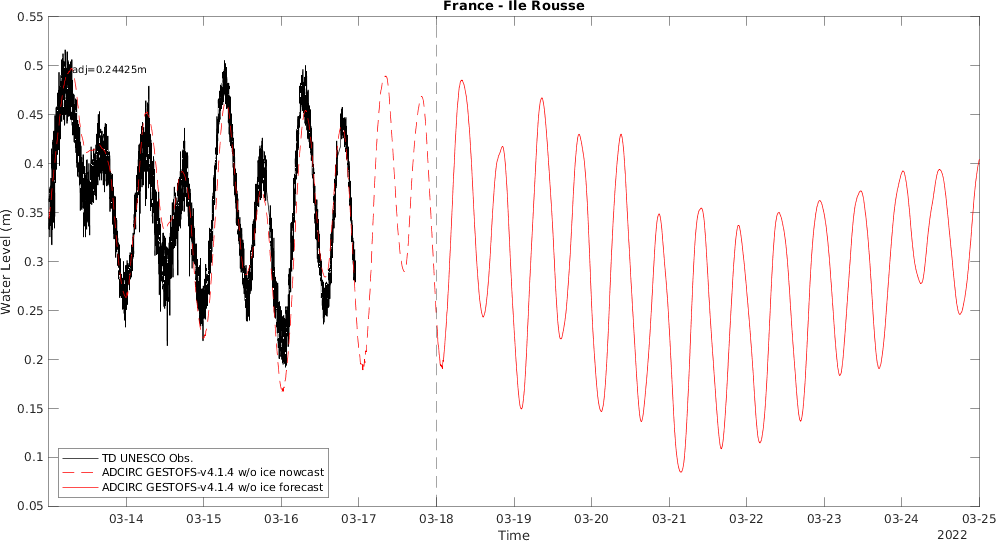 France - Ile Rousse
0.55
0.5
0.45
0.4
0.35
0.3
0.25
0.2
0.15
0.1
0.05
Water Level (m)
adj=0.24425m
TD UNESCO Obs.
ADCIRC GESTOFS-v4.1.4 w/o ice nowcast
ADCIRC GESTOFS-v4.1.4 w/o ice forecast
03-14 03-15 03-16 03-17 03-18 03-19 03-20 03-21 03-22 03-23 03-24 03-25
Time
2022